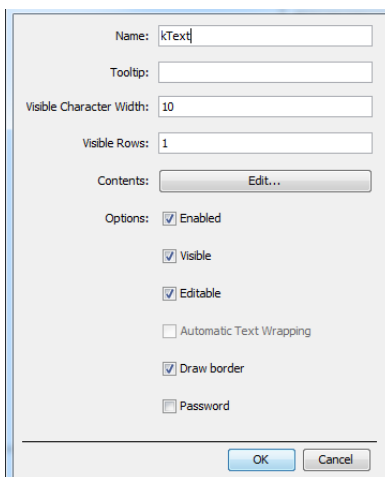 Name: kText
Tooltip:
Visible Character Width: 10
Visible Rows: 1
Contents: Edit...
Options: Enabled
Visible
Editable
Automatic Text Wrapping
Draw border
Password
OK Cancel